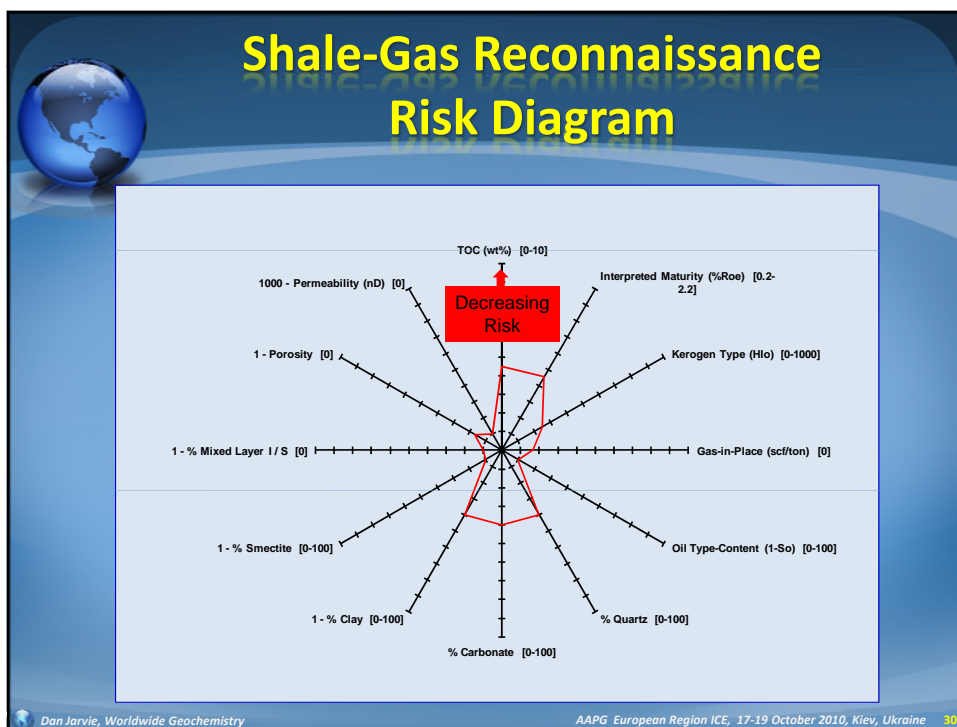 Shale-Gas Reconnaissance
Risk Diagram
TOC (wt%) [0-10]
1000 - Permeability (nD) [0]
Interpreted Maturity (%Roe) [0.2-
2.2]
Decreasing
Risk
1 - Porosity [0]
Kerogen Type (HIo) [0-1000]
1 - % Mixed Layer I / S [0]
Gas-in-Place (scf/ton) [0]
1 - % Smectite [0-100]
Oil Type-Content (1-So) [0-100]
1 - % Clay [0-100]
% Quartz [0-100]
% Carbonate [0-100]
Dan Jarvie, Worldwide Geochemistry
AAPG European Region ICE, 17-19 October 2010, Kiev, Ukraine 30